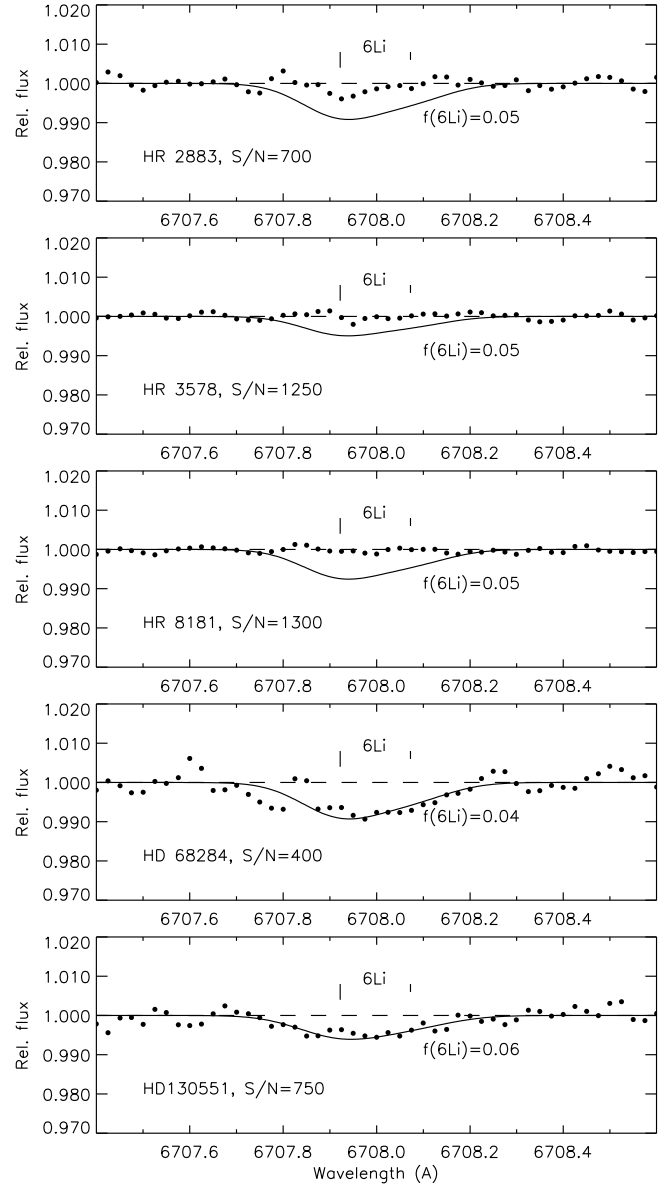 1.020
1.010
1.000
0.990
0.980
0.970
Rel. flux
6Li
f(6Li)=0.05
HR 2883, S/N=700
6707.6 6707.8 6708.0 6708.2 6708.4
1.020
1.010
1.000
0.990
0.980
0.970
Rel. flux
6Li
f(6Li)=0.05
HR 3578, S/N=1250
6707.6 6707.8 6708.0 6708.2 6708.4
1.020
1.010
1.000
0.990
0.980
0.970
Rel. flux
6Li
f(6Li)=0.05
HR 8181, S/N=1300
6707.6 6707.8 6708.0 6708.2 6708.4
1.020
1.010
1.000
0.990
0.980
0.970
Rel. flux
6Li
f(6Li)=0.04
HD 68284, S/N=400
6707.6 6707.8 6708.0 6708.2 6708.4
1.020
1.010
1.000
0.990
0.980
0.970
Rel. flux
6Li
f(6Li)=0.06
HD130551, S/N=750
6707.6 6707.8 6708.0 6708.2 6708.4
Wavelength (A)